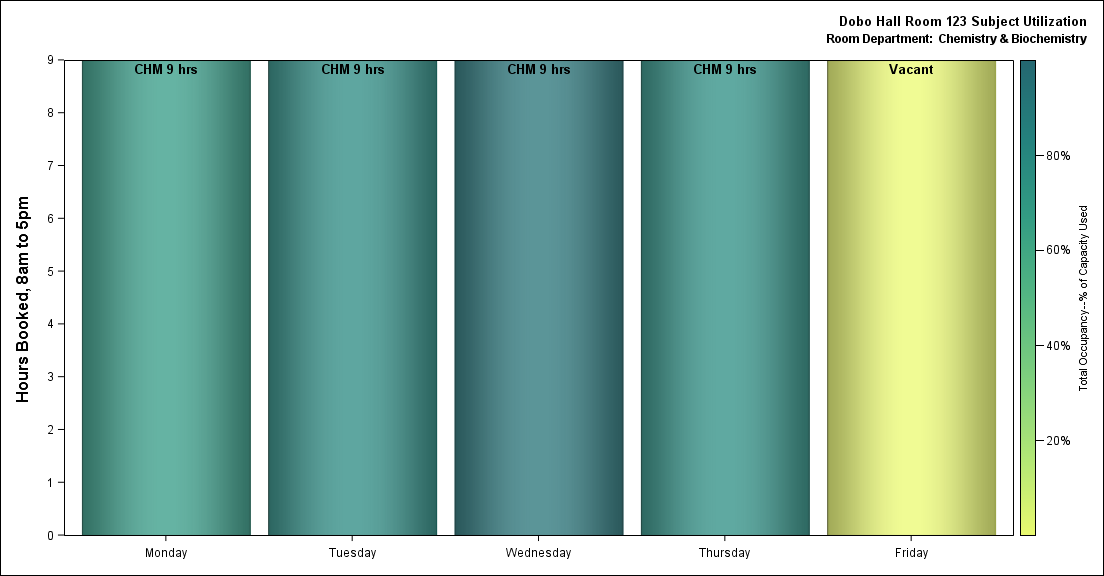 Dobo Hall Room 123 Subject Utilization
Room Department: Chemistry & Biochemistry
Hours Booked, 8am to 5pm
9
8
7
6
5
4
3
2
1
0
CHM 9 hrs
CHM 9 hrs
CHM 9 hrs
CHM 9 hrs
Vacant
Monday
Tuesday
Wednesday
Thursday
Friday
80%
60%
40%
20%
Total Occupancy--% of Capacity Used